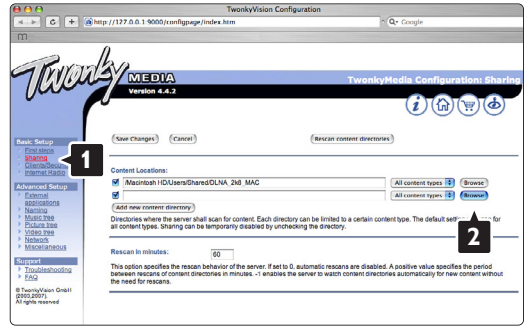 TwonkyVision Configuration
http://127.0.0.1:9000/configpage/index.htm
Google
Twonky
MEDIA
Version 4.4.2
TwonkyMedia Configuration: Sharing
Save Changes
Cancel
Rescan content directories
Basic Setup
First steps
Sharing
Clients/Security
Internet Radio
1
Content Locations:
/Macintosh HD/Users/Shared/DLNA_2k8_MAC
All content types
Browse
All content types
Browse
Add new content directory
2
Directories where the server shall scan for content. Each directory can be limited to a certain content type. The default for
all content types. Sharing can be temporarily disabled by unchecking the directory.
Rescan in minutes:
60
This option specifies the rescan behavior of the server. If set to 0, automatic rescans are disabled. A positive value specifies the period
between rescans of content directories in minutes. -1 enables the server to watch content directories automatically for new content without
the need for rescans.
Advanced Setup
External
applications
Naming
Music tree
Picture tree
Video tree
Network
Miscellaneous
Support
Troubleshooting
FAQ
© TwonkyVision GmbH
(2003,2007).
All rights reserved